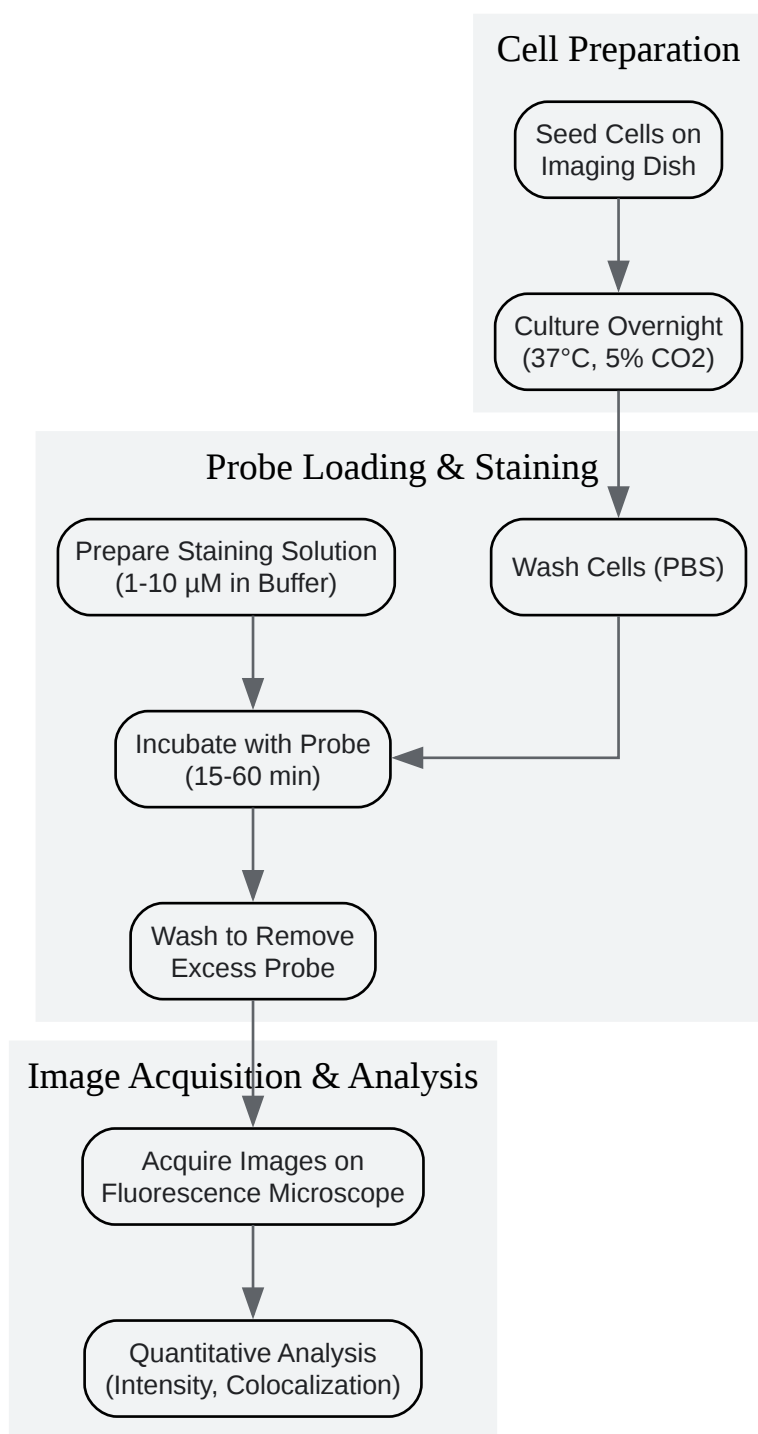 Cell Preparation
Seed Cells on
Imaging Dish
Culture Overnight
(37°C, 5% CO2)
Probe Loading & Staining
Prepare Staining Solution
(1-10 µM in Buffer)
Wash Cells (PBS)
Incubate with Probe
(15-60 min)
Wash to Remove
Excess Probe
Image Acquisition & Analysis
Acquire Images on
Fluorescence Microscope
Quantitative Analysis
(Intensity, Colocalization)